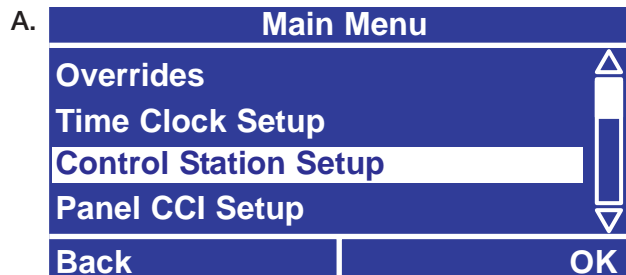 A. Main Menu
Overrides
Time Clock Setup
Control Station Setup
Panel CCI Setup
Back OK